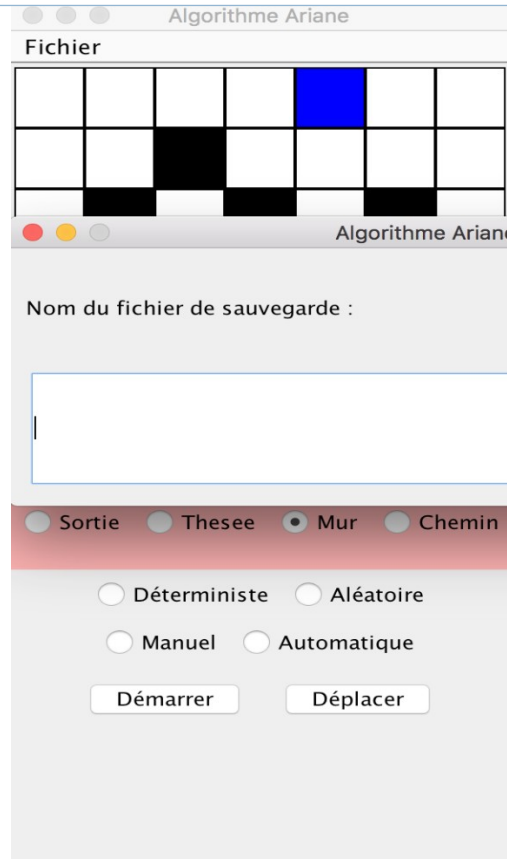 Algorithme Ariane
Fichier
Algorithme Ariane
Nom du fichier de sauvegarde :
Sortie Thesee Mur Chemin
Déterministe Aléatoire
Manuel Automatique
Démarrer Déplacer